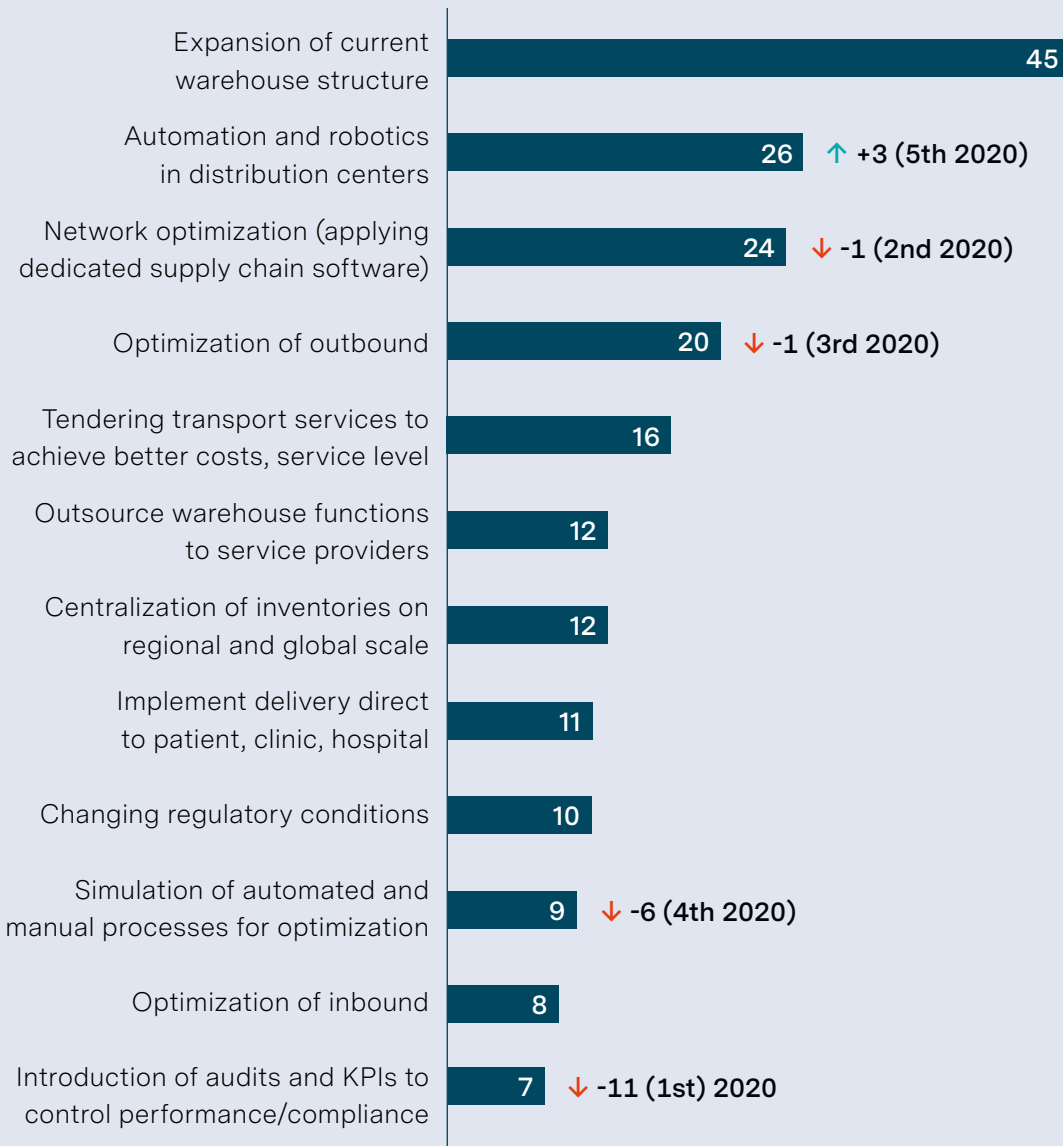 Expansion of current
warehouse structure
45
Automation and robotics
in distribution centers
26 ↑ +3 (5th 2020)
Network optimization (applying
dedicated supply chain software)
24 ↓ -1 (2nd 2020)
Optimization of outbound
20 ↓ -1 (3rd 2020)
Tendering transport services to
achieve better costs, service level
16
Outsource warehouse functions
to service providers
12
Centralization of inventories on
regional and global scale
12
Implement delivery direct
to patient, clinic, hospital
11
Changing regulatory conditions
10
Simulation of automated and
manual processes for optimization
9 ↓ -6 (4th 2020)
Optimization of inbound
8
Introduction of audits and KPIs to
control performance/compliance
7 ↓ -11 (1st) 2020